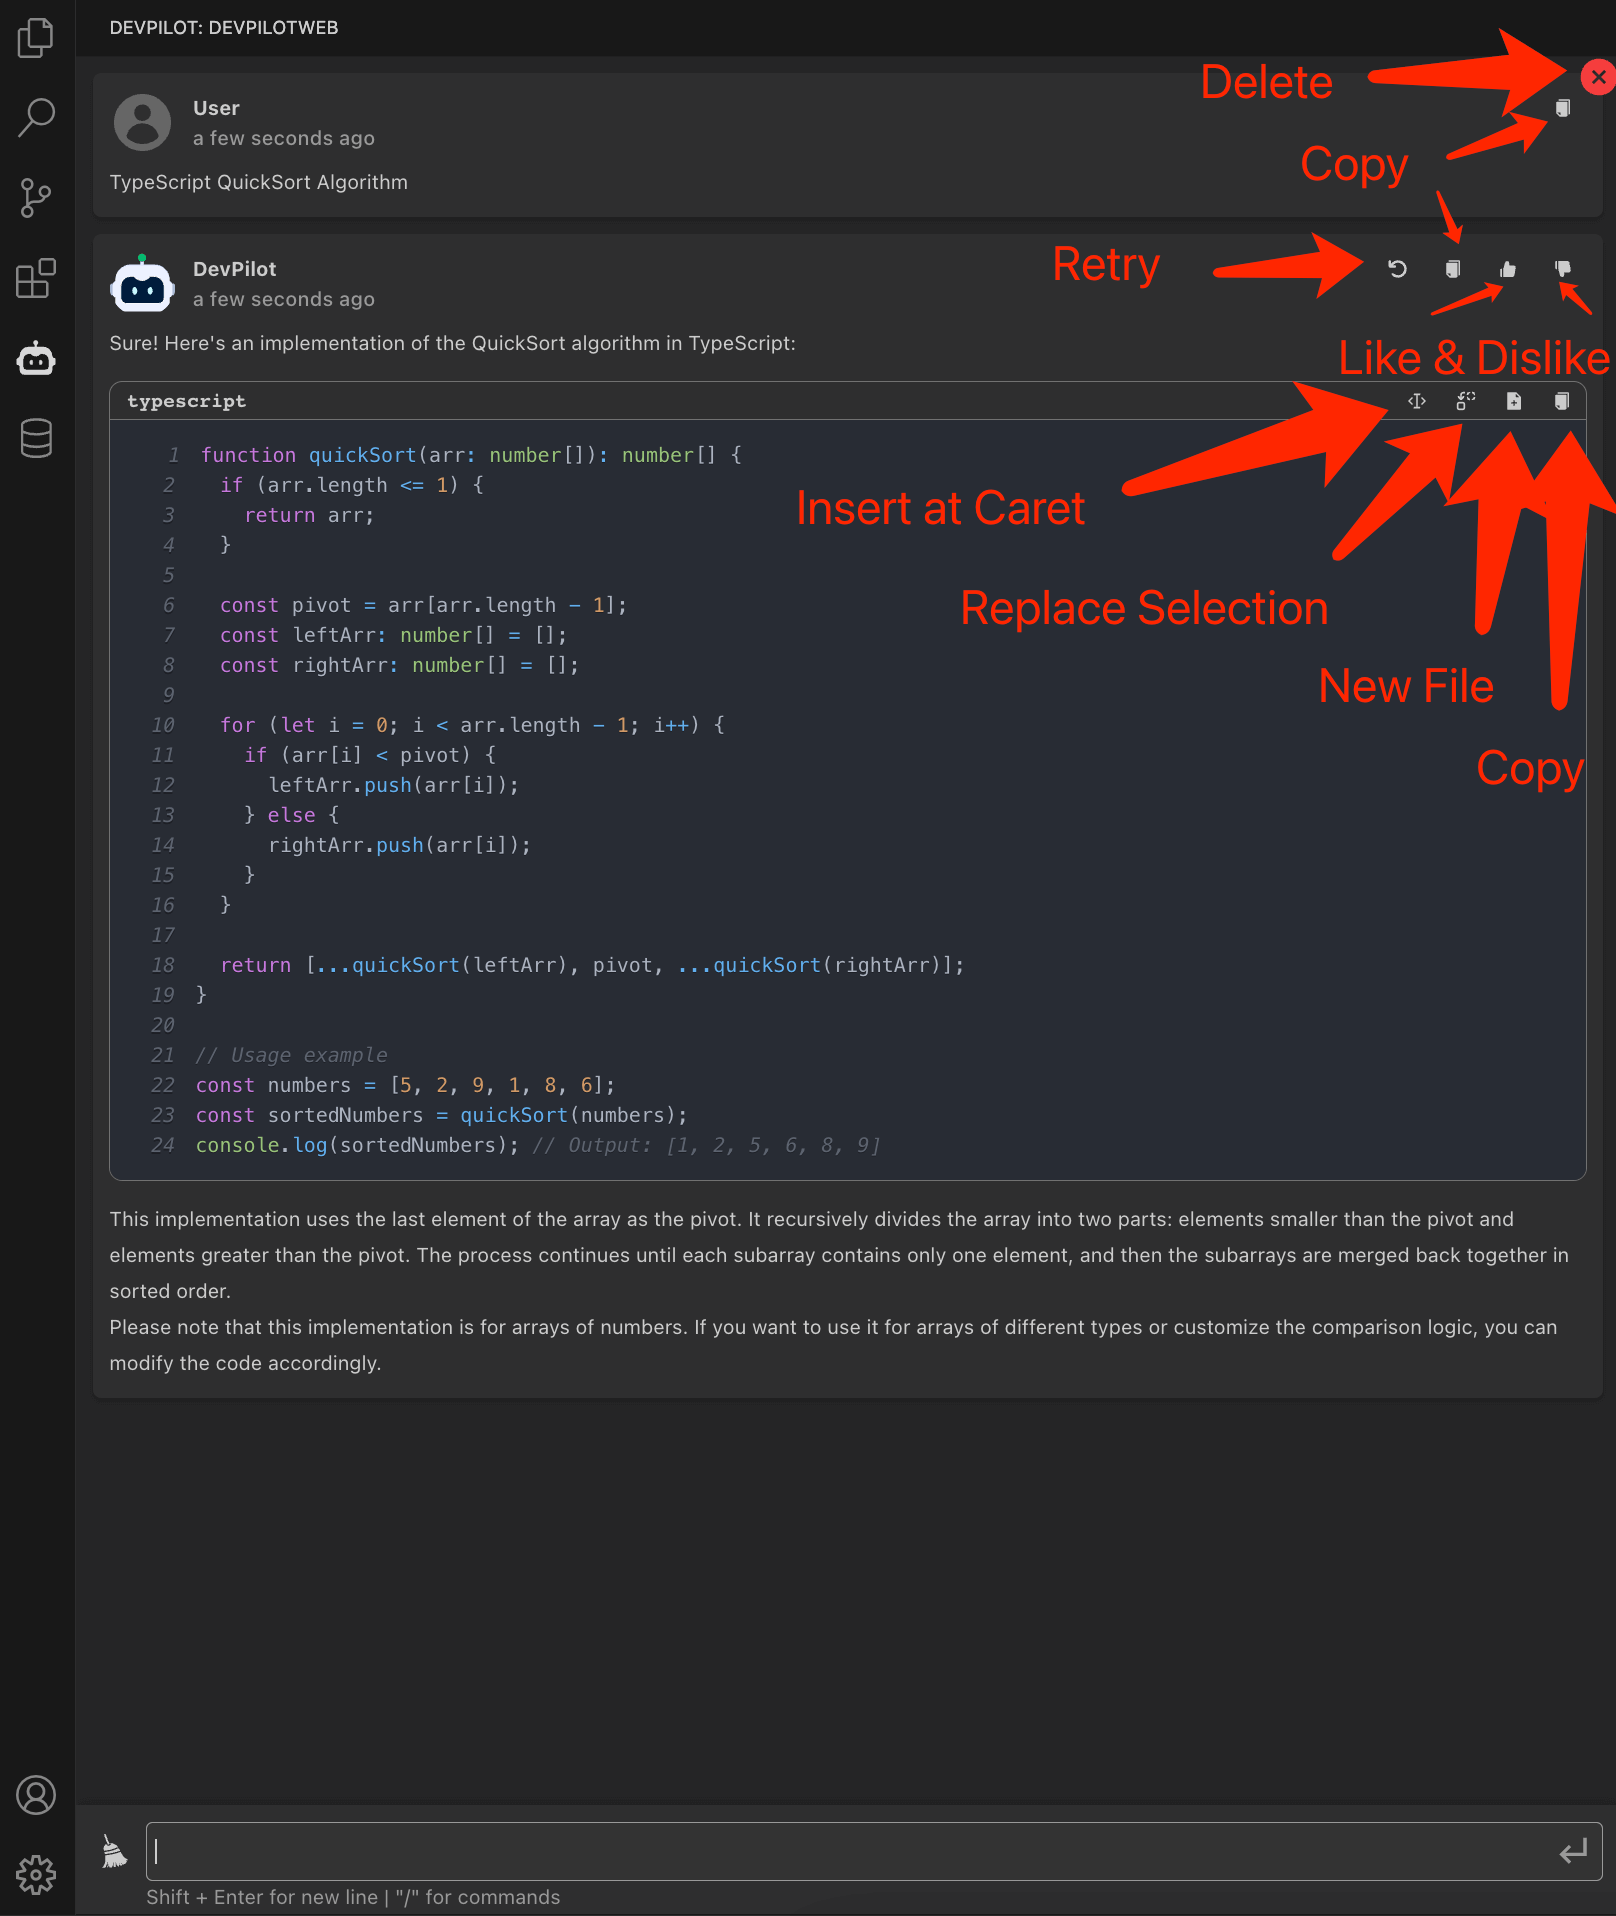 DEVPILOT: DEVPILOTWEB
Delete
User
a few seconds ago
Copy
TypeScript QuickSort Algorithm
Retry
DevPilot
a few seconds ago
Sure! Here's an implementation of the QuickSort algorithm in TypeScript:
Like & Dislike
typescript
1 function quickSort(arr: number[]): number[] {
2   if (arr.length <= 1) {
3     return arr;
4   }
5
6   const pivot = arr[arr.length - 1];
7   const leftArr: number[] = [];
8   const rightArr: number[] = [];
9
10   for (let i = 0; i < arr.length - 1; i++) {
11     if (arr[i] < pivot) {
12       leftArr.push(arr[i]);
13     } else {
14       rightArr.push(arr[i]);
15     }
16   }
17
18   return [...quickSort(leftArr), pivot, ...quickSort(rightArr)];
19 }
20
21 // Usage example
22 const numbers = [5, 2, 9, 1, 8, 6];
23 const sortedNumbers = quickSort(numbers);
24 console.log(sortedNumbers); // Output: [1, 2, 5, 6, 8, 9]
Insert at Caret
Replace Selection
New File
Copy
This implementation uses the last element of the array as the pivot. It recursively divides the array into two parts: elements smaller than the pivot and
elements greater than the pivot. The process continues until each subarray contains only one element, and then the subarrays are merged back together in
sorted order.
Please note that this implementation is for arrays of numbers. If you want to use it for arrays of different types or customize the comparison logic, you can
modify the code accordingly.
Shift + Enter for new line | "/" for commands